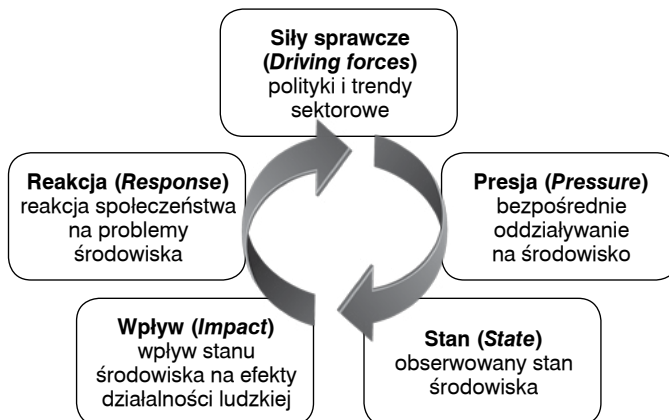 Siły sprawcze
(Driving forces)
polityki i trendy
sektorowe
Reakcja (Response)
reakcja społeczeństwa
na problemy
środowiska
Presja (Pressure)
bezpośrednie
oddziaływanie
na środowisko
Wpływ (Impact)
wpływ stanu
środowiska na efekty
działalności ludzkiej
Stan (State)
obserwowany stan
środowiska